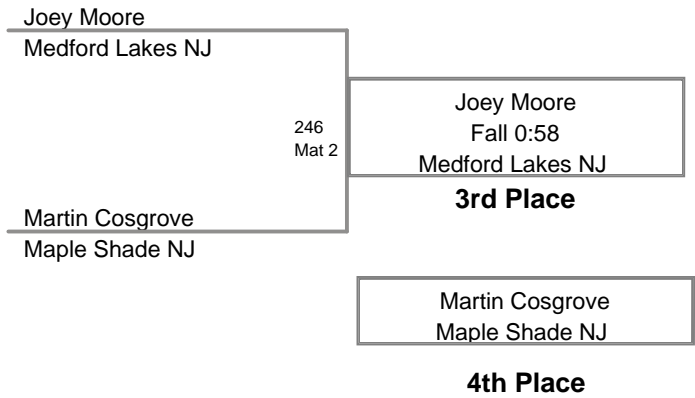 Joey Moore
Medford Lakes NJ
246
Mat 2
Joey Moore
Fall 0:58
Medford Lakes NJ
3rd Place
Martin Cosgrove
Maple Shade NJ
Martin Cosgrove
Maple Shade NJ
4th Place